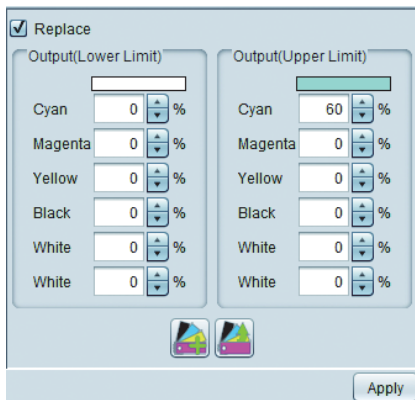 Replace
Output(Lower Limit) Output(Upper Limit)
Cyan 0 % Cyan 60 %
Magenta 0 % Magenta 0 %
Yellow 0 % Yellow 0 %
Black 0 % Black 0 %
White 0 % White 0 %
White 0 % White 0 %
Apply